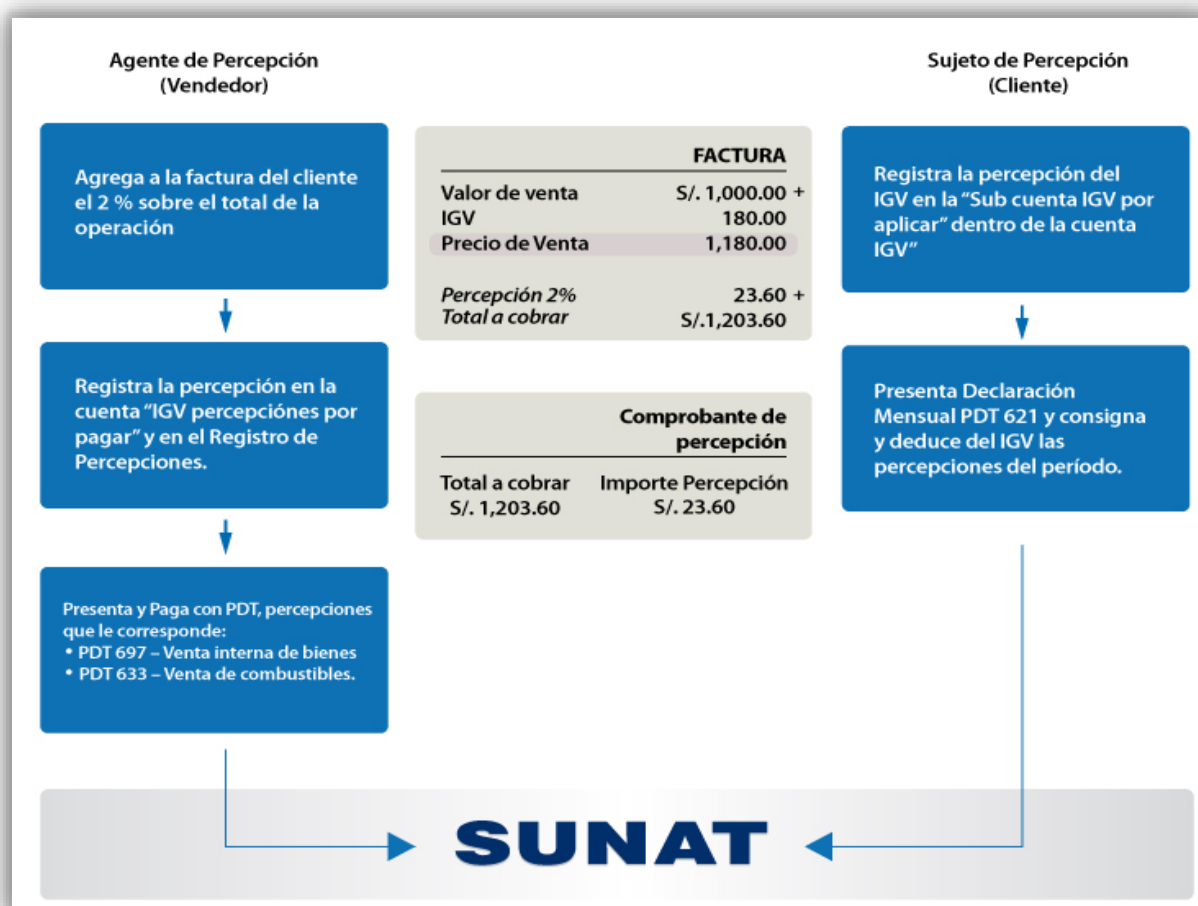 Agente de Percepción
(Vendedor)
Agrega a la factura del cliente
el 2 % sobre el total de la
operación
Registra la percepción en la
cuenta “IGV percepciónes por
pagar” y en el Registro de
Percepciones.
Presenta y Paga con PDT, percepciones
que le corresponde:
• PDT 697 – Venta interna de bienes
• PDT 633 – Venta de combustibles.
FACTURA
Valor de venta S/. 1,000.00 +
IGV 180.00
Precio de Venta 1,180.00
Percepción 2% 23.60 +
Total a cobrar S/.1,203.60
Comprobante de
percepción
Total a cobrar Importe Percepción
S/. 1,203.60 S/. 23.60
Sujeto de Percepción
(Cliente)
Registra la percepción del
IGV en la “Sub cuenta IGV por
aplicar” dentro de la cuenta
IGV”
Presenta Declaración
Mensual PDT 621 y consigna
y deduce del IGV las
percepciones del período.
SUNAT